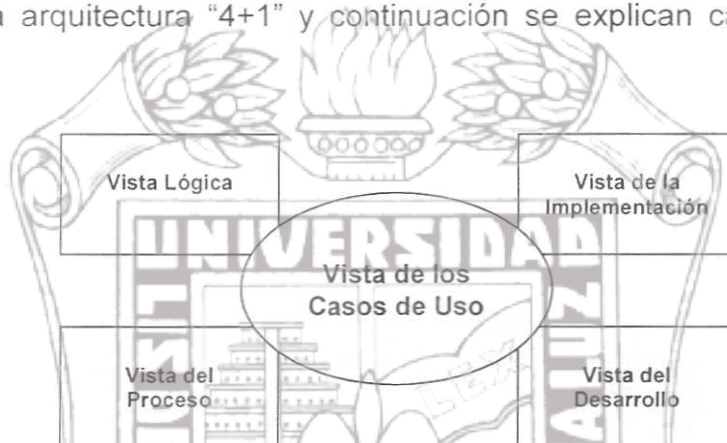 a arquitectura “4+1” y continuación se explican ca
Vista Lógica
Vista de la
Implementación
UNIVERSIDAD
Vista de los
Casos de Uso
LEX
Vista del
Proceso
Vista del
Desarrollo